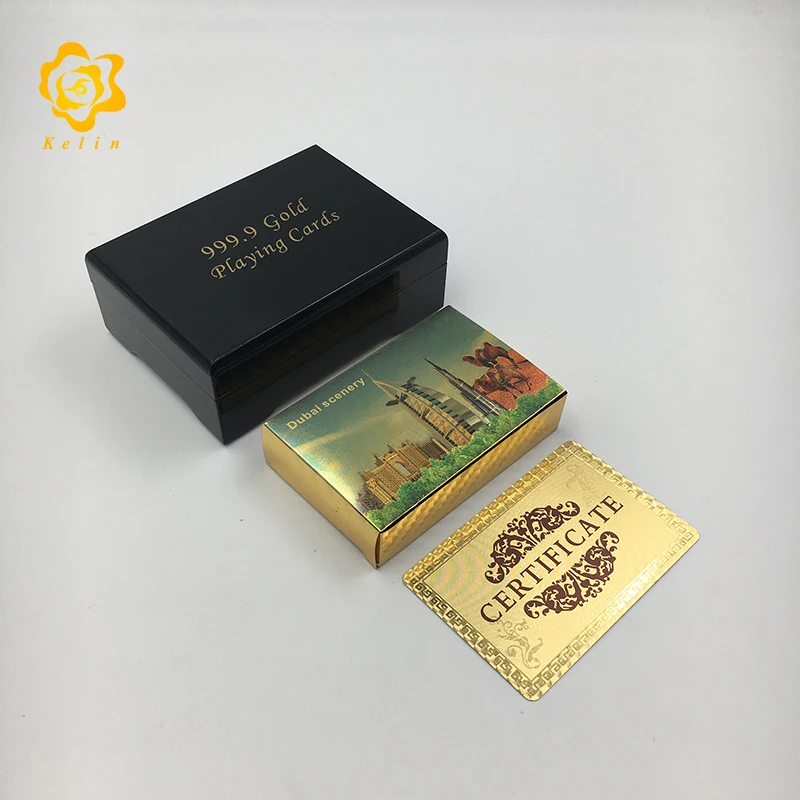 Kelin
999.9 Gold
Playing Cards
Dubai scenery
CERTIFICATE